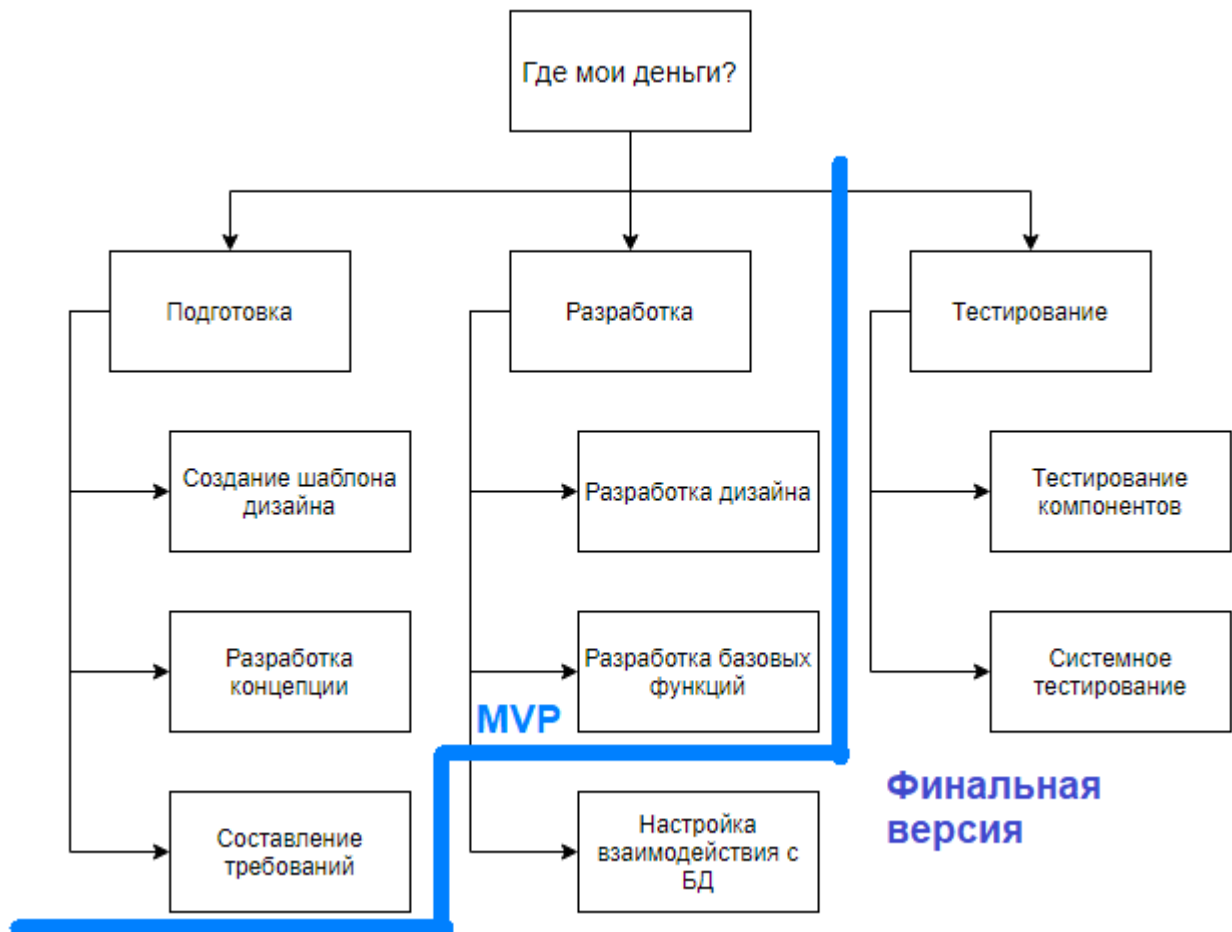 Где мои деньги?
Подготовка
Разработка
Тестирование
Создание шаблона
дизайна
Разработка дизайна
Тестирование
компонентов
Разработка
концепции
Разработка базовых
функций
Системное
тестирование
MVP
Финальная
версия
Составление
требований
Настройка
взаимодействия с
БД